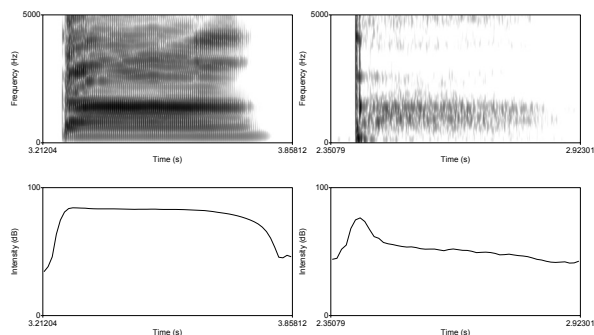 5000
Frequency (Hz)
0
3.21204
3.85812
Time (s)
5000
Frequency (Hz)
0
2.35079
2.92301
Time (s)
100
Intensity (dB)
0
3.21204
3.85812
Time (s)
100
Intensity (dB)
0
2.35079
2.92301
Time (s)